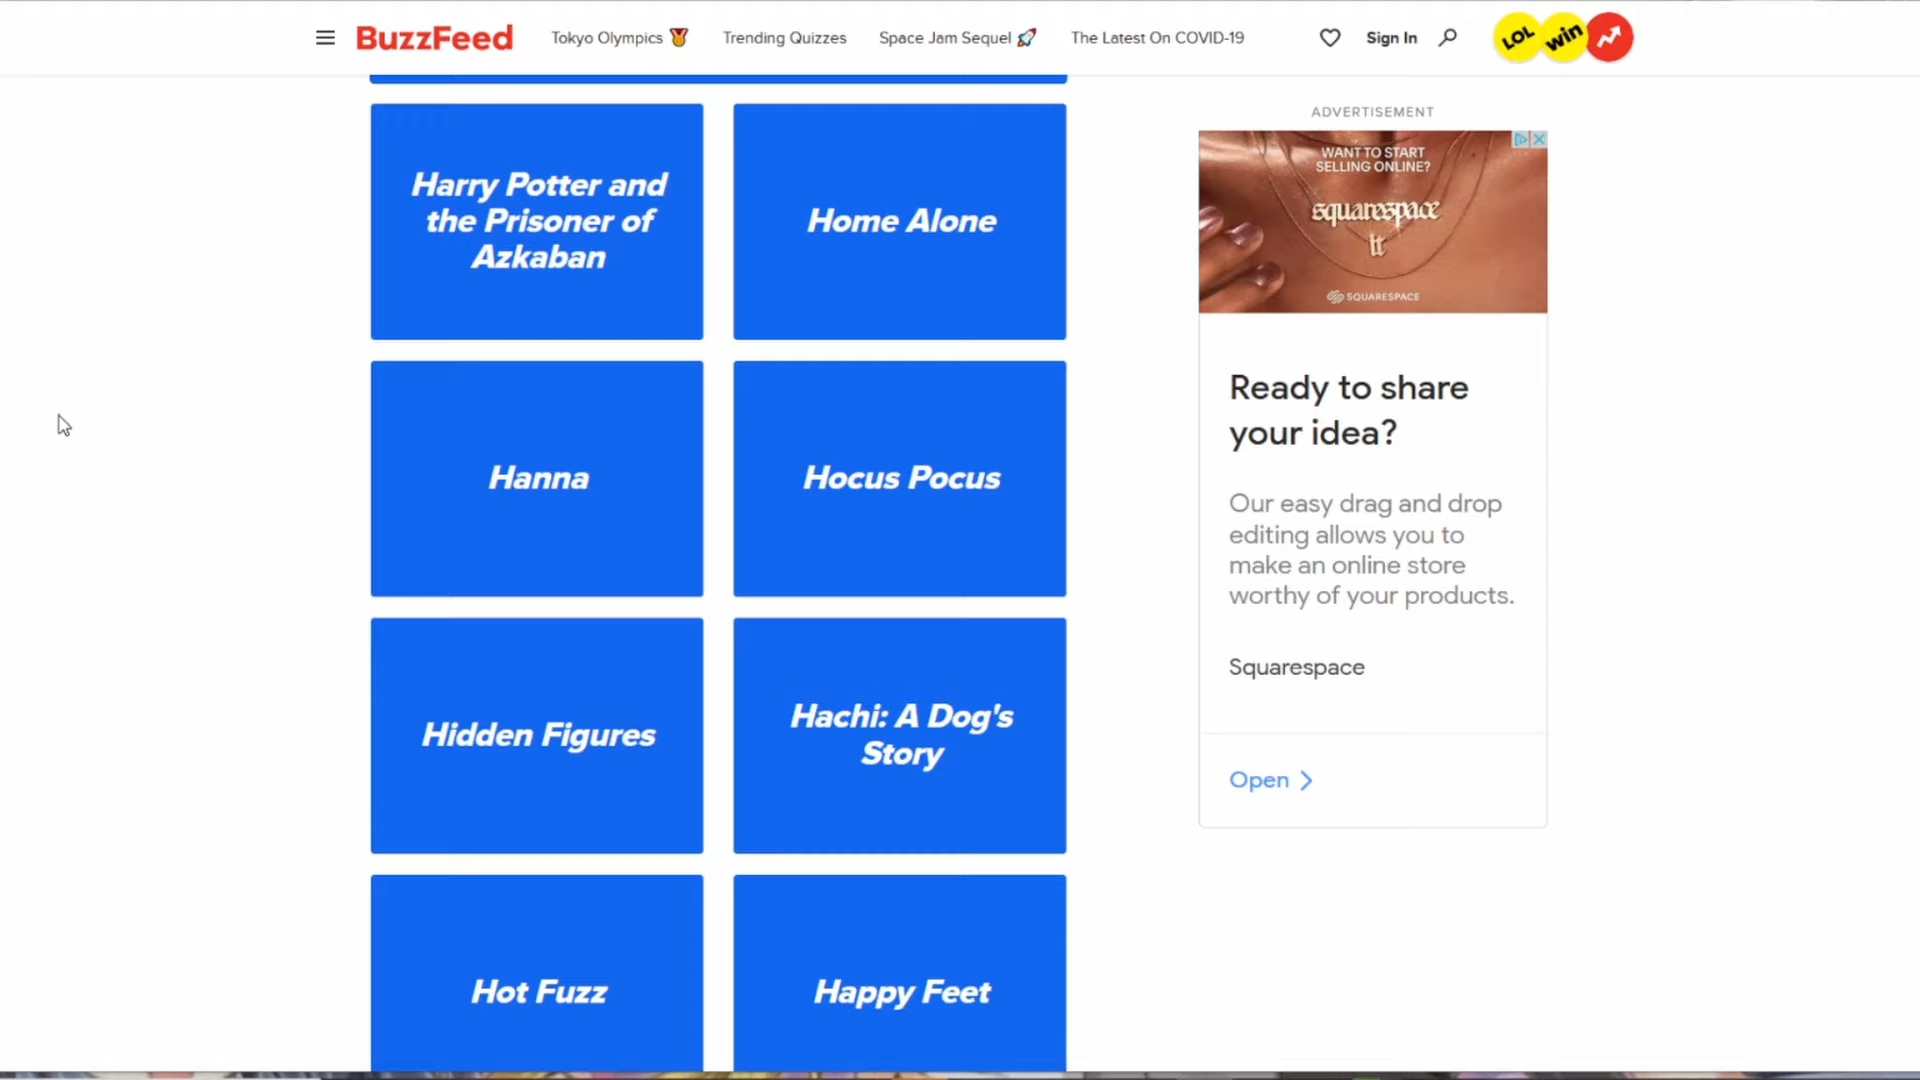 BuzzFeed
Tokyo Olympics
Trending Quizzes
Space Jam Sequel
The Latest On COVID-19
Sign In
LOL
win
Harry Potter and
the Prisoner of
Azkaban
Home Alone
Hanna
Hocus Pocus
Hidden Figures
Hachi: A Dog's
Story
Hot Fuzz
Happy Feet
ADVERTISEMENT
WANT TO START
SELLING ONLINE?
squarespace
it
SQUARESPACE
Ready to share
your idea?
Our easy drag and drop
editing allows you to
make an online store
worthy of your products.
Squarespace
Open